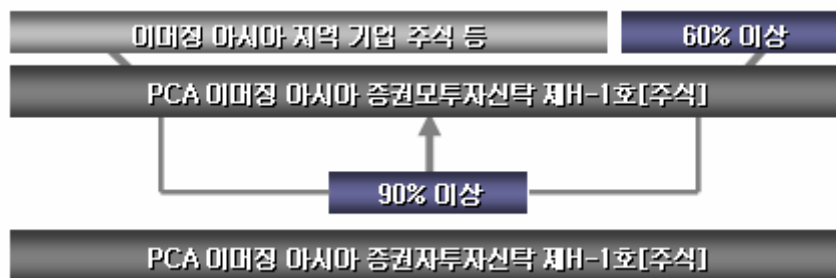 이머징 아시아 지역 기업 주식 등
60% 이상
PCA 이머징 아시아 증권모투자신탁 제H-1호[주식]
90% 이상
PCA 이머징 아시아 증권자투자신탁 제H-1호[주식]